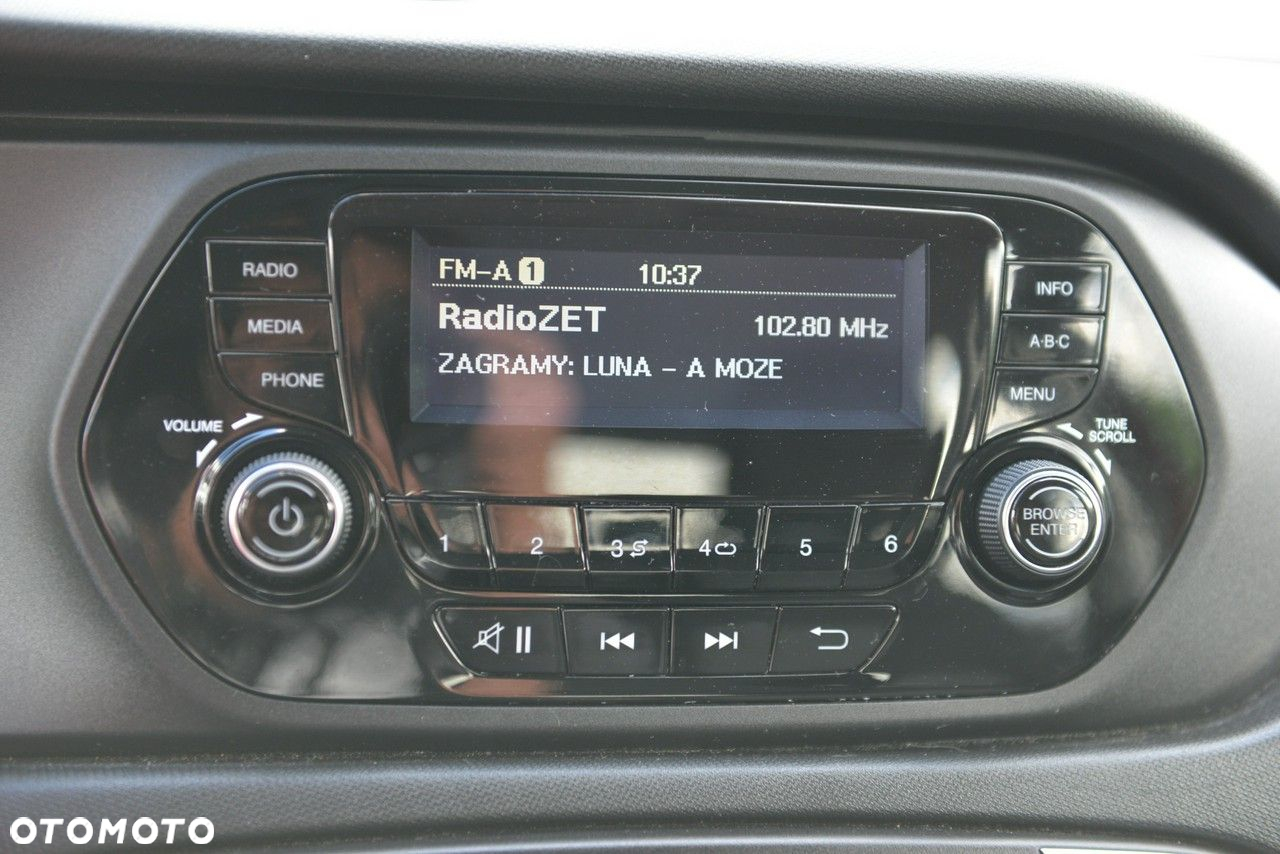 FM-A 1 10:37
RadioZET 102.80 MHz
ZAGRAMY: LUNA - A MOZE
RADIO
MEDIA
PHONE
INFO
A·B·C
MENU
VOLUME
TUNE
SCROLL
BROWSE
ENTER
1 2 3 4 5 6
OTOMOTO